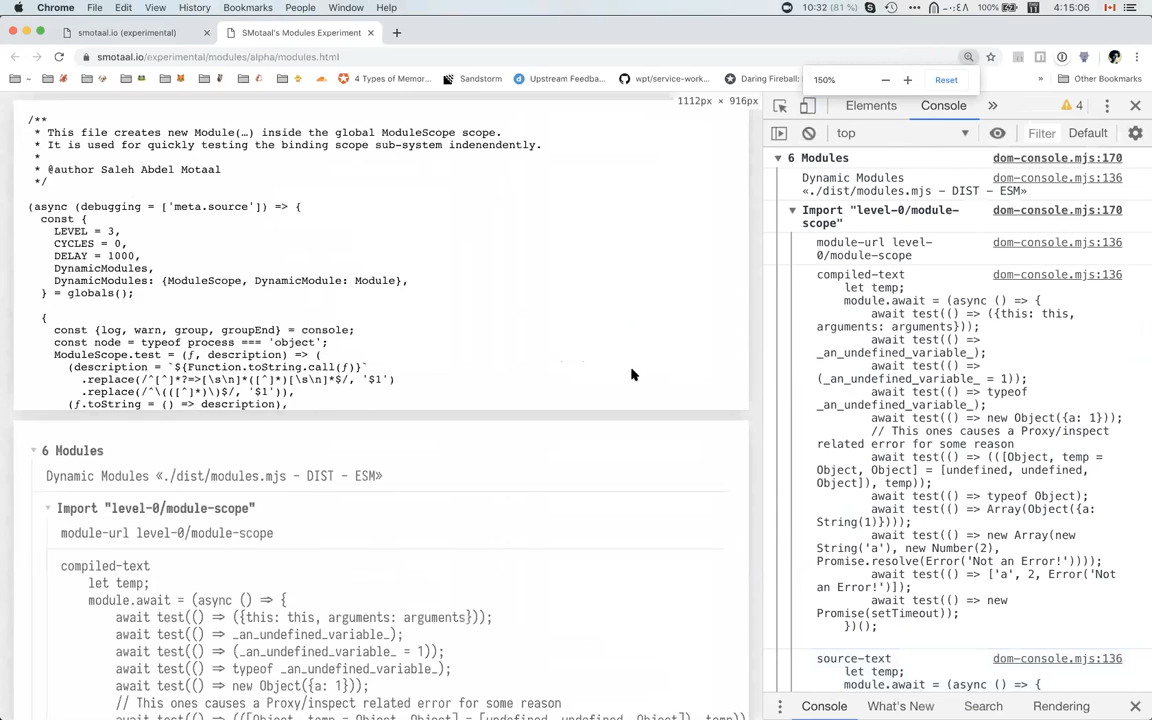 Chrome File Edit View History Bookmarks People Window Help 10:32 (81 %) 100% 4:15:06
smotaal.io (experimental) SMotaal's Modules Experiment
smotaal.io/experimental/modules/alpha/modules.html
4 Types of Memor... Sandstorm Upstream Feedba... wpt/service-work... Daring Fireball: » Other Bookmarks
150% Reset
1112px × 916px
/**
* This file creates new Module(…) inside the global ModuleScope scope.
* It is used for quickly testing the binding scope sub-system indenendently.
*
* @author Saleh Abdel Motaal
*/
(async (debugging = ['meta.source']) => {
const {
LEVEL = 3,
CYCLES = 0,
DELAY = 1000,
DynamicModules,
DynamicModules: {ModuleScope, DynamicModule: Module},
} = globals();
{
const {log, warn, group, groupEnd} = console;
const node = typeof process === 'object';
ModuleScope.test = (ƒ, description) => (
(description = `${Function.toString.call(ƒ)}`
.replace(/^[^]*?=>[\s\n]*([^]*)[\s\n]*$/, '$1')
.replace(/^\(([^]*)\)$/, '$1')),
(ƒ.toString = () => description),
6 Modules
Dynamic Modules «./dist/modules.mjs – DIST – ESM»
Import "level-0/module-scope"
module-url level-0/module-scope
compiled-text
let temp;
module.await = (async () => {
await test(() => ({this: this, arguments: arguments}));
await test(() => _an_undefined_variable_);
await test(() => (_an_undefined_variable_ = 1));
await test(() => typeof _an_undefined_variable_);
await test(() => new Object({a: 1}));
// This ones causes a Proxy/inspect related error for some reason
await test(() => (([Object, temp = Object, Object] = [undefined, undefined, Object]), temp))
Elements Console » 4
top Filter Default
6 Modules dom-console.mjs:170
Dynamic Modules dom-console.mjs:136
«./dist/modules.mjs – DIST – ESM»
Import "level-0/module- dom-console.mjs:170
scope"
module-url level- dom-console.mjs:136
0/module-scope
compiled-text dom-console.mjs:136
let temp;
module.await = (async () => {
await test(() => ({this: this,
arguments: arguments}));
await test(() =>
_an_undefined_variable_);
await test(() =>
(_an_undefined_variable_ = 1));
await test(() => typeof
_an_undefined_variable_);
await test(() => new Object({a: 1}));
// This ones causes a Proxy/inspect
related error for some reason
await test(() => (([Object, temp =
Object, Object] = [undefined, undefined,
Object]), temp));
await test(() => typeof Object);
await test(() => Array(Object({a:
String(1)})));
await test(() => new Array(new
String('a'), new Number(2),
Promise.resolve(Error('Not an Error!'))));
await test(() => ['a', 2, Error('Not
an Error!')]);
await test(() => new
Promise(setTimeout));
})();
source-text dom-console.mjs:136
let temp;
module.await = (async () => {
Console What's New Search Rendering